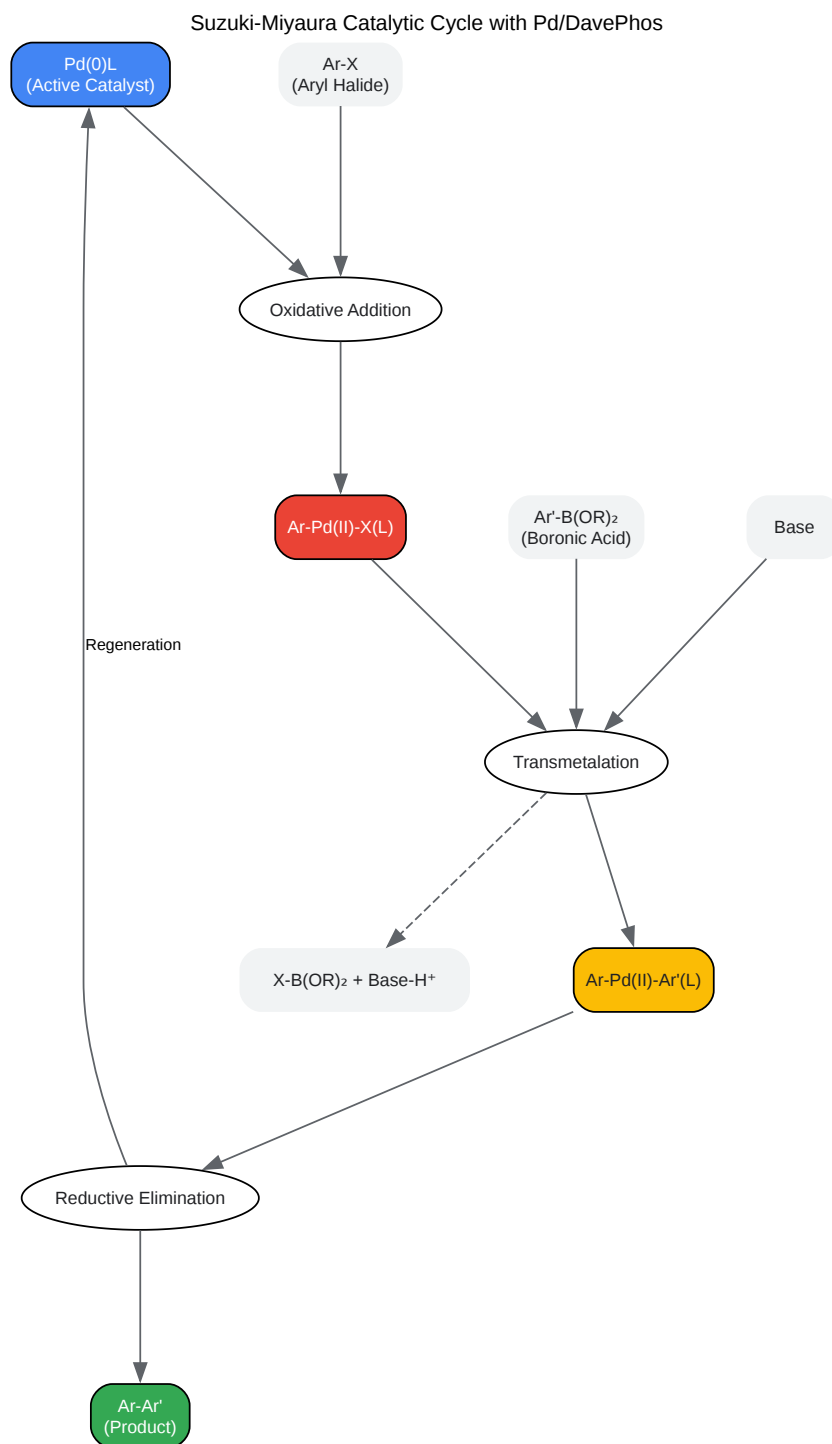 Suzuki-Miyaura Catalytic Cycle with Pd/DavePhos
Pd(0)L
(Active Catalyst)
Ar-X
(Aryl Halide)
Oxidative Addition
Ar-Pd(II)-X(L)
Ar'-B(OR)₂
(Boronic Acid)
Base
Regeneration
Transmetalation
X-B(OR)₂ + Base-H⁺
Ar-Pd(II)-Ar'(L)
Reductive Elimination
Ar-Ar'
(Product)